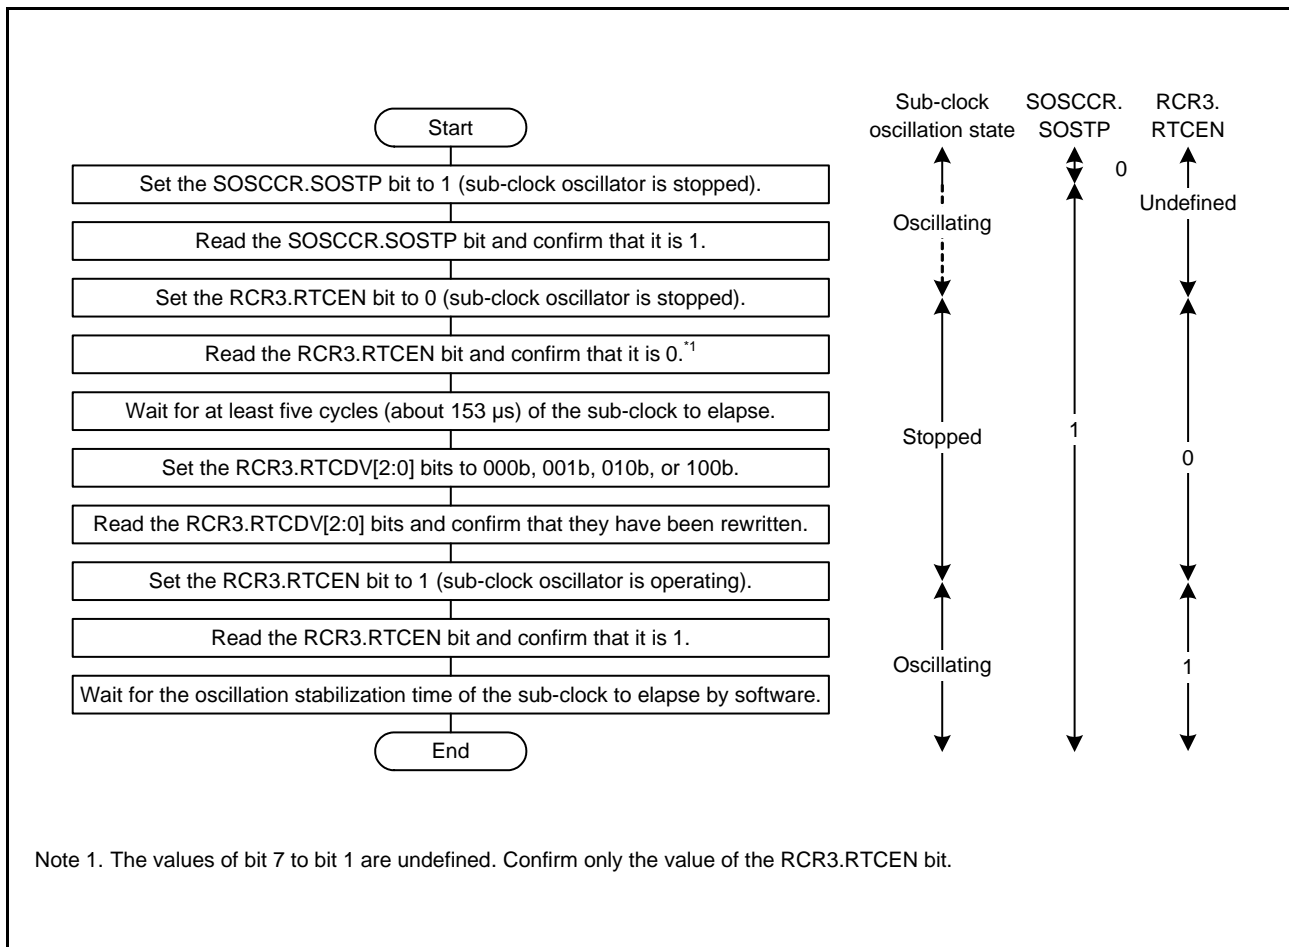 Sub-clock oscillation state
SOSCCR. SOSTP
RCR3. RTCEN
Start
Set the SOSCCR.SOSTP bit to 1 (sub-clock oscillator is stopped).
Read the SOSCCR.SOSTP bit and confirm that it is 1.
Set the RCR3.RTCEN bit to 0 (sub-clock oscillator is stopped).
Read the RCR3.RTCEN bit and confirm that it is 0.*1
Wait for at least five cycles (about 153 µs) of the sub-clock to elapse.
Set the RCR3.RTCDV[2:0] bits to 000b, 001b, 010b, or 100b.
Read the RCR3.RTCDV[2:0] bits and confirm that they have been rewritten.
Set the RCR3.RTCEN bit to 1 (sub-clock oscillator is operating).
Read the RCR3.RTCEN bit and confirm that it is 1.
Wait for the oscillation stabilization time of the sub-clock to elapse by software.
End
Oscillating
Stopped
Oscillating
0
1
Undefined
0
1
Note 1. The values of bit 7 to bit 1 are undefined. Confirm only the value of the RCR3.RTCEN bit.